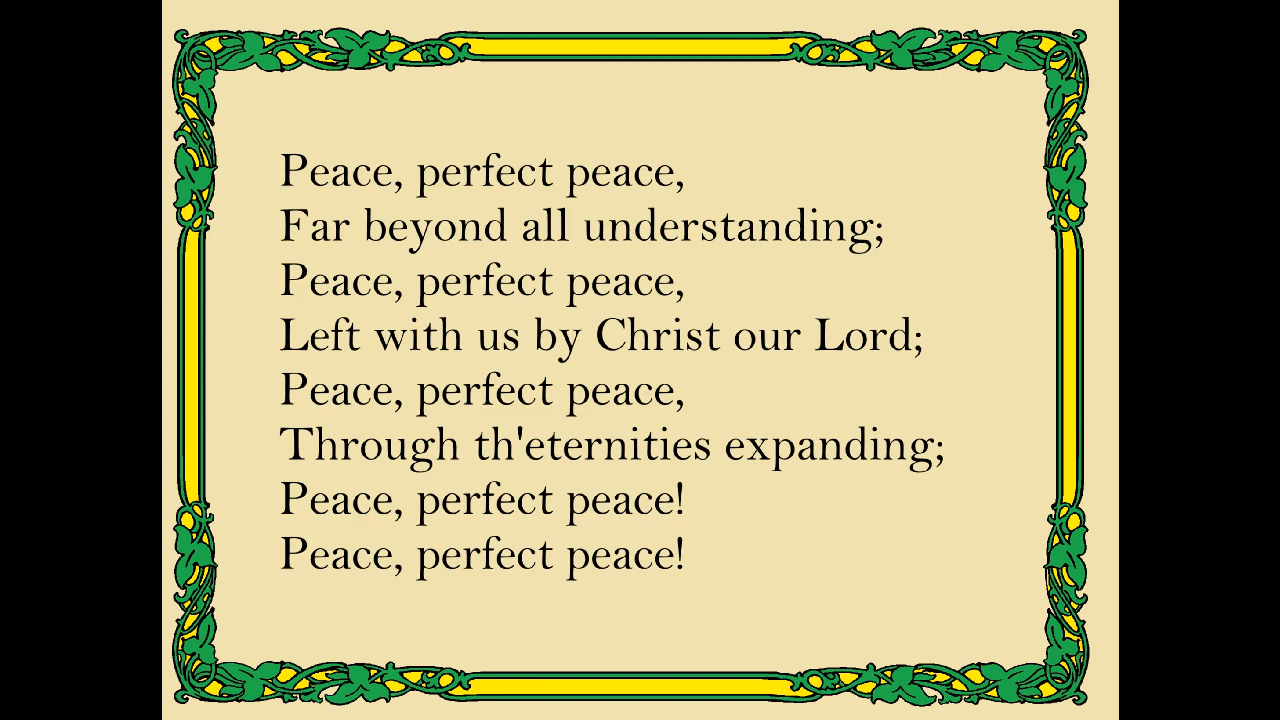 Peace, perfect peace,
Far beyond all understanding;
Peace, perfect peace,
Left with us by Christ our Lord;
Peace, perfect peace,
Through th'eternities expanding;
Peace, perfect peace!
Peace, perfect peace!